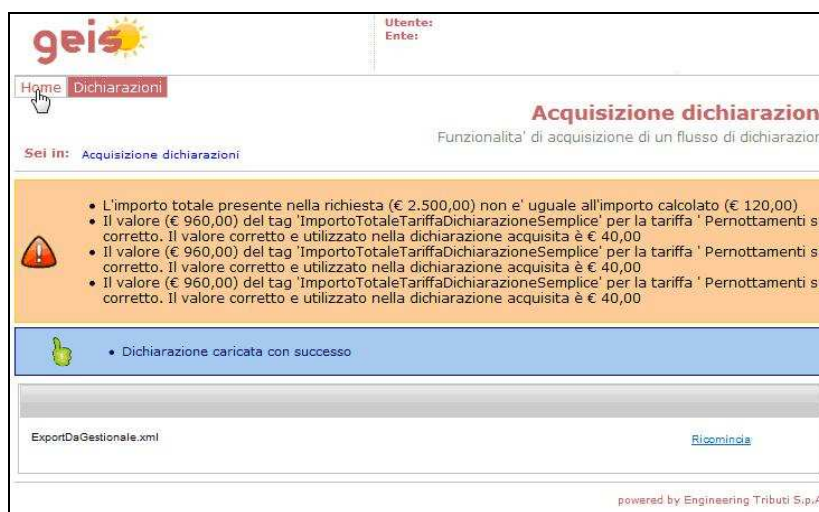 geis
Utente:
Ente:
Home Dichiarazioni
Acquisizione dichiarazion
Funzionalita' di acquisizione di un flusso di dichiarazion
Sei in: Acquisizione dichiarazioni
• L'importo totale presente nella richiesta (€ 2.500,00) non e' uguale all'importo calcolato (€ 120,00)
• Il valore (€ 960,00) del tag 'ImportoTotaleTariffaDichiarazioneSemplice' per la tariffa ' Pernottamenti s
corretto. Il valore corretto e utilizzato nella dichiarazione acquisita è € 40,00
• Il valore (€ 960,00) del tag 'ImportoTotaleTariffaDichiarazioneSemplice' per la tariffa ' Pernottamenti s
corretto. Il valore corretto e utilizzato nella dichiarazione acquisita è € 40,00
• Il valore (€ 960,00) del tag 'ImportoTotaleTariffaDichiarazioneSemplice' per la tariffa ' Pernottamenti s
corretto. Il valore corretto e utilizzato nella dichiarazione acquisita è € 40,00
• Dichiarazione caricata con successo
ExportDaGestionale.xml Ricomincia
powered by Engineering Tributi S.p.A